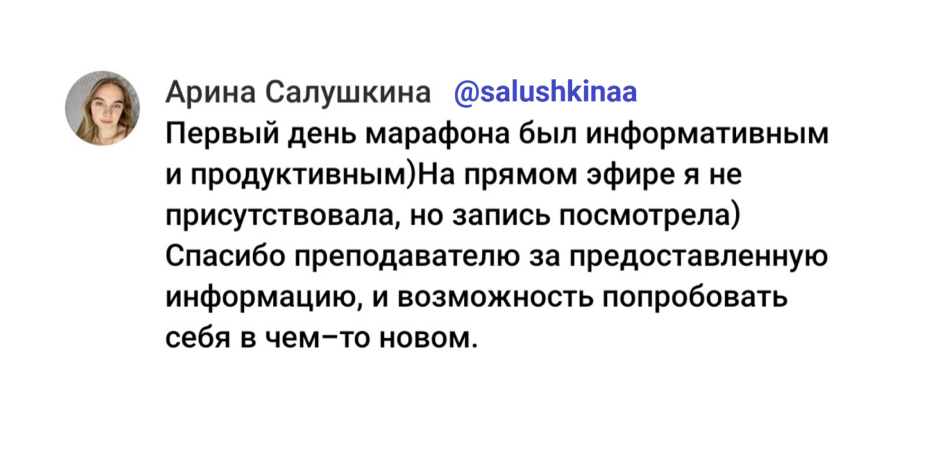 Арина Салушкина @salushkinaa
Первый день марафона был информативным
и продуктивным)На прямом эфире я не
присутствовала, но запись посмотрела)
Спасибо преподавателю за предоставленную
информацию, и возможность попробовать
себя в чем–то новом.